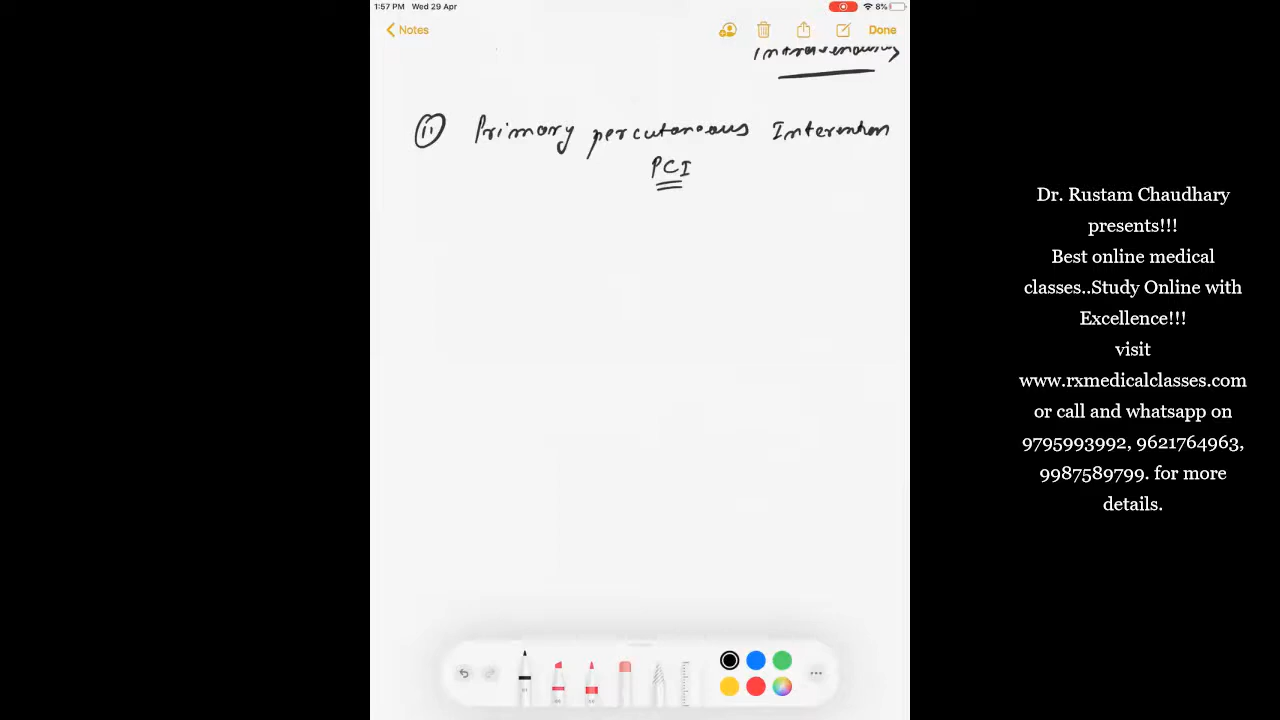 1:57 PM Wed 29 Apr
8%
Notes
Done
(ii) Primary percutaneous Intervention
PCI
Dr. Rustam Chaudhary
presents!!!
Best online medical
classes..Study Online with
Excellence!!!
visit
www.rxmedicalclasses.com
or call and whatsapp on
9795993992, 9621764963,
9987589799. for more
details.